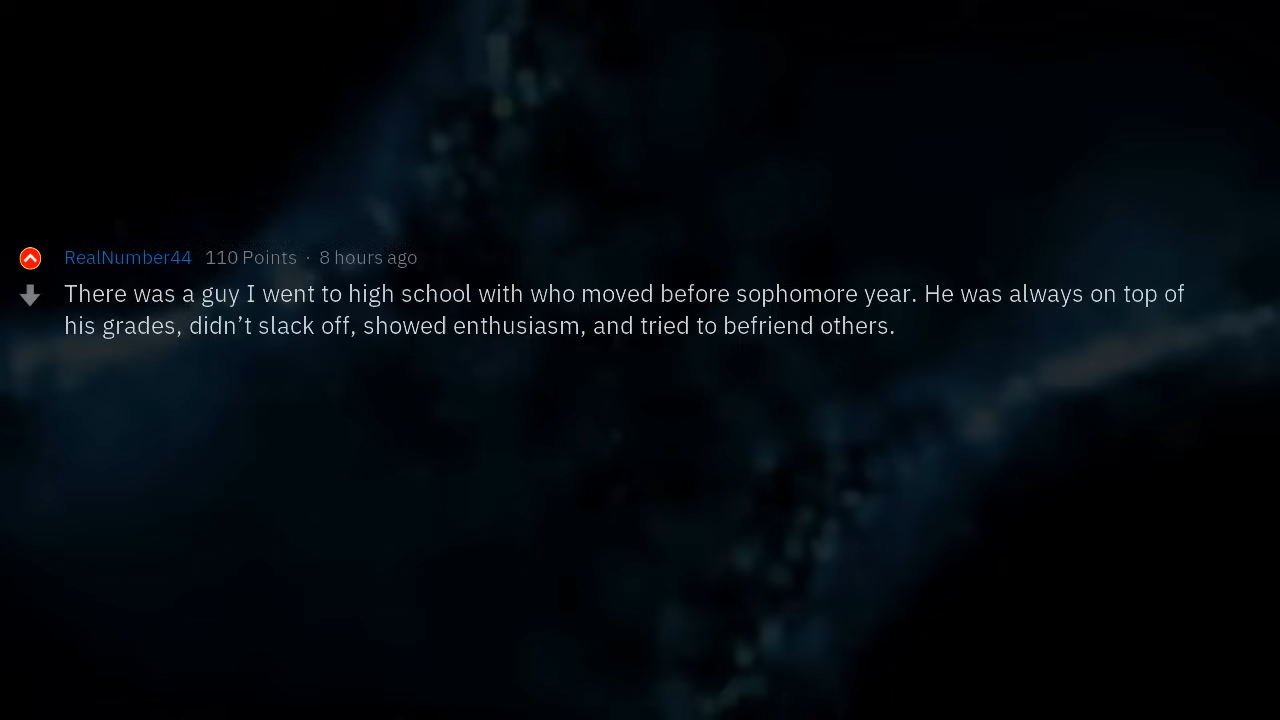 RealNumber44 110 Points · 8 hours ago
There was a guy I went to high school with who moved before sophomore year. He was always on top of
his grades, didn’t slack off, showed enthusiasm, and tried to befriend others.